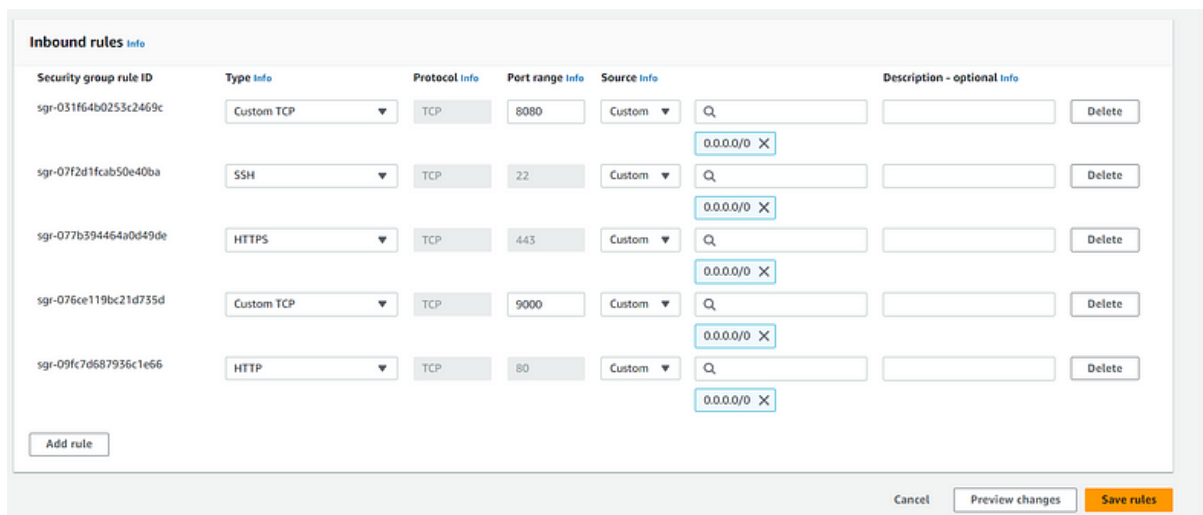 Inbound rules Info
Security group rule ID Type Info Protocol Info Port range Info Source Info Description - optional Info
sgr-031f64b0253c2469c Custom TCP TCP 8080 Custom Delete
0.0.0.0/0
sgr-07f2d1fcab50e40ba SSH TCP 22 Custom Delete
0.0.0.0/0
sgr-077b394464a0d49de HTTPS TCP 443 Custom Delete
0.0.0.0/0
sgr-076ce119bc21d735d Custom TCP TCP 9000 Custom Delete
0.0.0.0/0
sgr-09fc7d687936c1e66 HTTP TCP 80 Custom Delete
0.0.0.0/0
Add rule
Cancel Preview changes Save rules